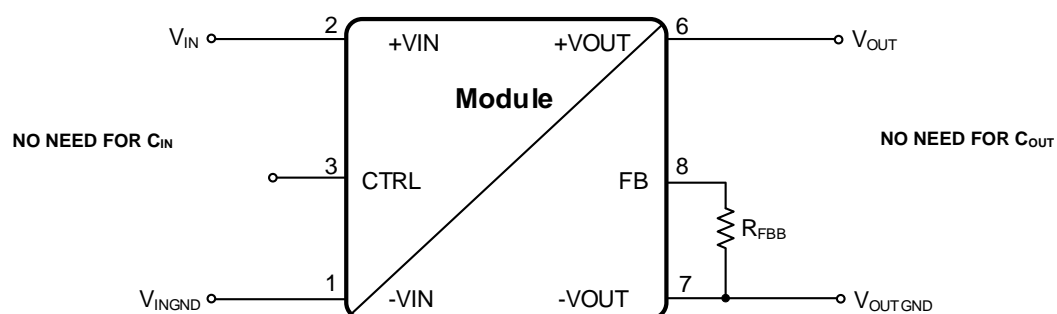 V_IN 2 +VIN +VOUT 6 V_OUT
Module
NO NEED FOR C_IN NO NEED FOR C_OUT
3 CTRL FB 8
R_FBB
V_INGND 1 -VIN -VOUT 7 V_OUTGND